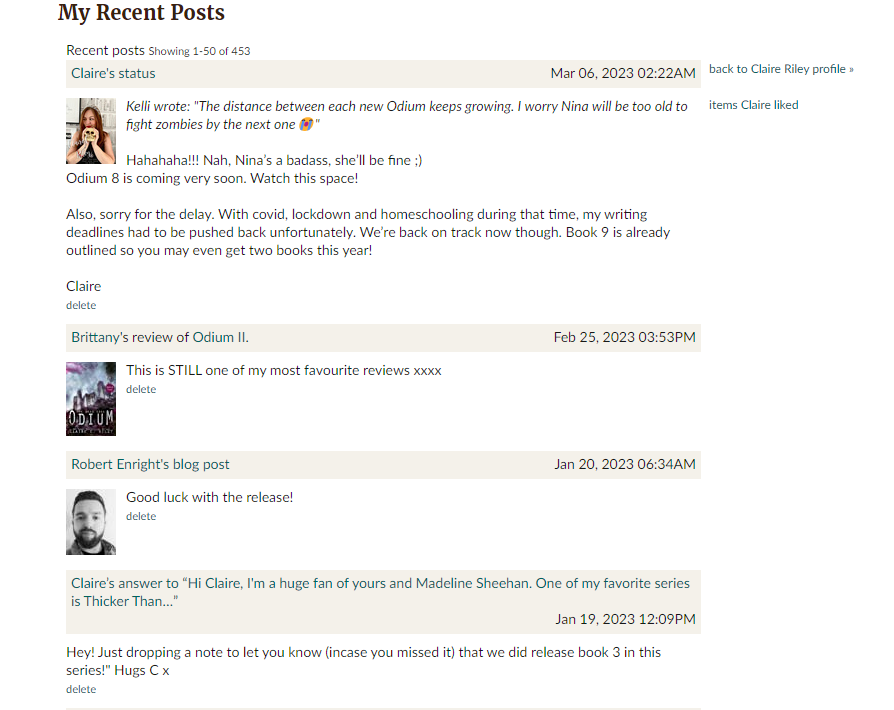 My Recent Posts
Recent posts Showing 1-50 of 453
back to Claire Riley profile »
items Claire liked
Claire's status Mar 06, 2023 02:22AM
Kelli wrote: "The distance between each new Odium keeps growing. I worry Nina will be too old to
fight zombies by the next one 😭"
Hahahaha!!! Nah, Nina’s a badass, she’ll be fine ;)
Odium 8 is coming very soon. Watch this space!
Also, sorry for the delay. With covid, lockdown and homeschooling during that time, my writing
deadlines had to be pushed back unfortunately. We’re back on track now though. Book 9 is already
outlined so you may even get two books this year!
Claire
delete
Brittany's review of Odium II. Feb 25, 2023 03:53PM
ODIUM
This is STILL one of my most favourite reviews xxxx
delete
Robert Enright's blog post Jan 20, 2023 06:34AM
Good luck with the release!
delete
Claire’s answer to “Hi Claire, I'm a huge fan of yours and Madeline Sheehan. One of my favorite series
is Thicker Than…”
Jan 19, 2023 12:09PM
Hey! Just dropping a note to let you know (incase you missed it) that we did release book 3 in this
series!" Hugs C x
delete